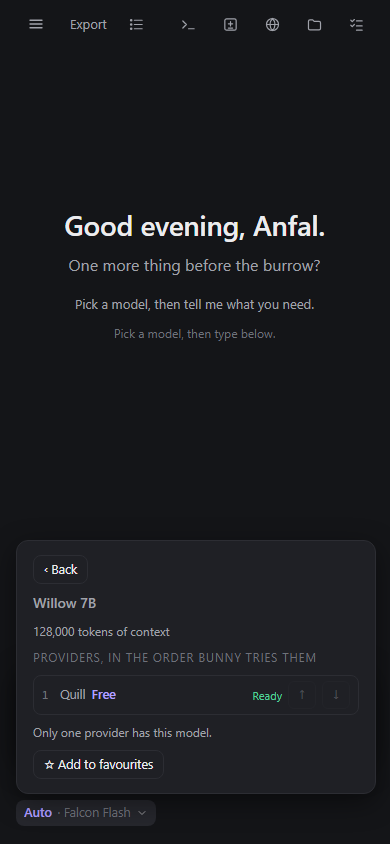 Export
Good evening, Anfal.
One more thing before the burrow?
Pick a model, then tell me what you need.
Pick a model, then type below.
‹ Back
Willow 7B
128,000 tokens of context
PROVIDERS, IN THE ORDER BUNNY TRIES THEM
1 Quill Free Ready ↑ ↓
Only one provider has this model.
☆ Add to favourites
Auto · Falcon Flash